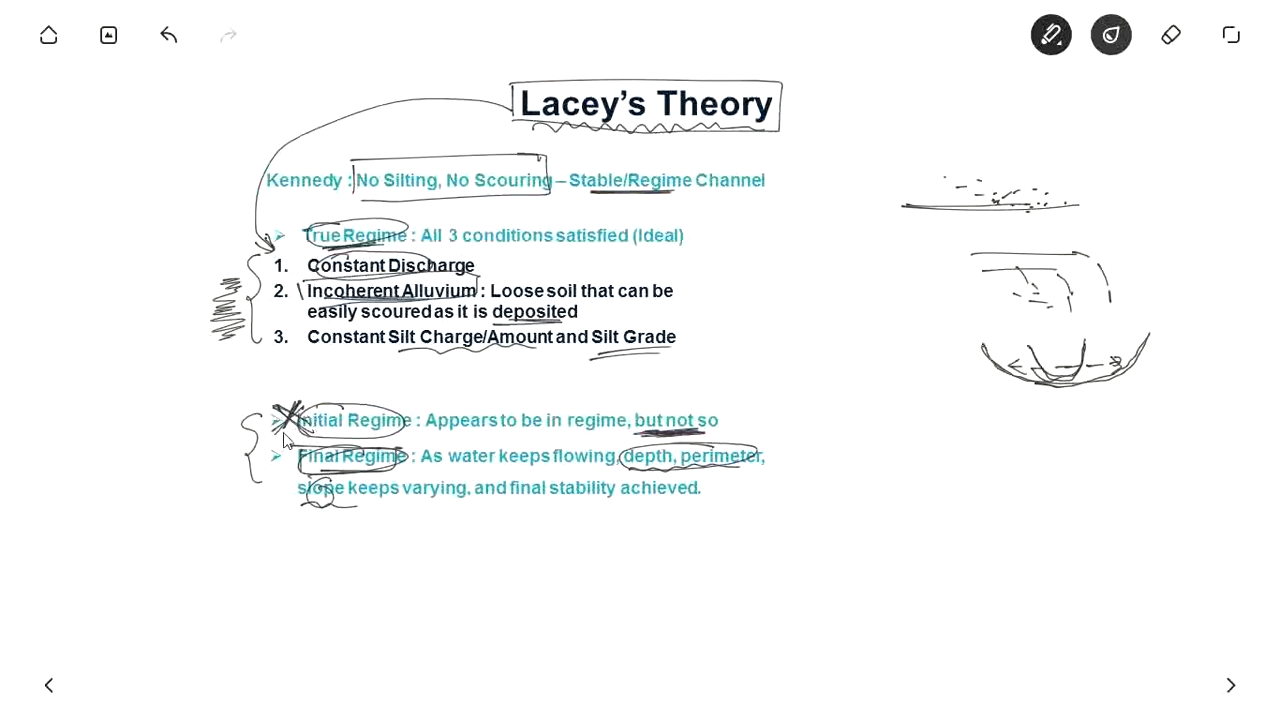 Lacey's Theory
Kennedy : No Silting, No Scouring – Stable/Regime Channel
True Regime : All 3 conditions satisfied (Ideal)
1. Constant Discharge
2. Incoherent Alluvium : Loose soil that can be
easily scoured as it is deposited
3. Constant Silt Charge/Amount and Silt Grade
Initial Regime : Appears to be in regime, but not so
Final Regime : As water keeps flowing, depth, perimeter,
slope keeps varying, and final stability achieved.